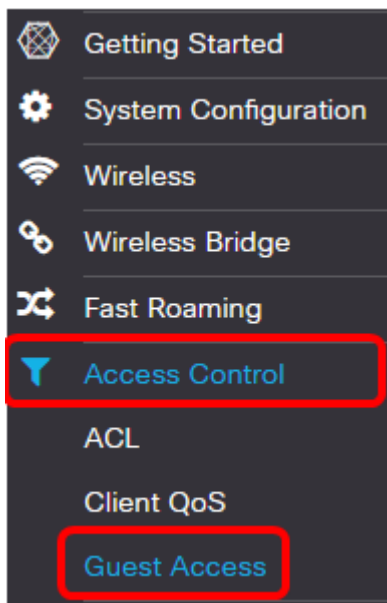 Getting Started
System Configuration
Wireless
Wireless Bridge
Fast Roaming
Access Control
ACL
Client QoS
Guest Access